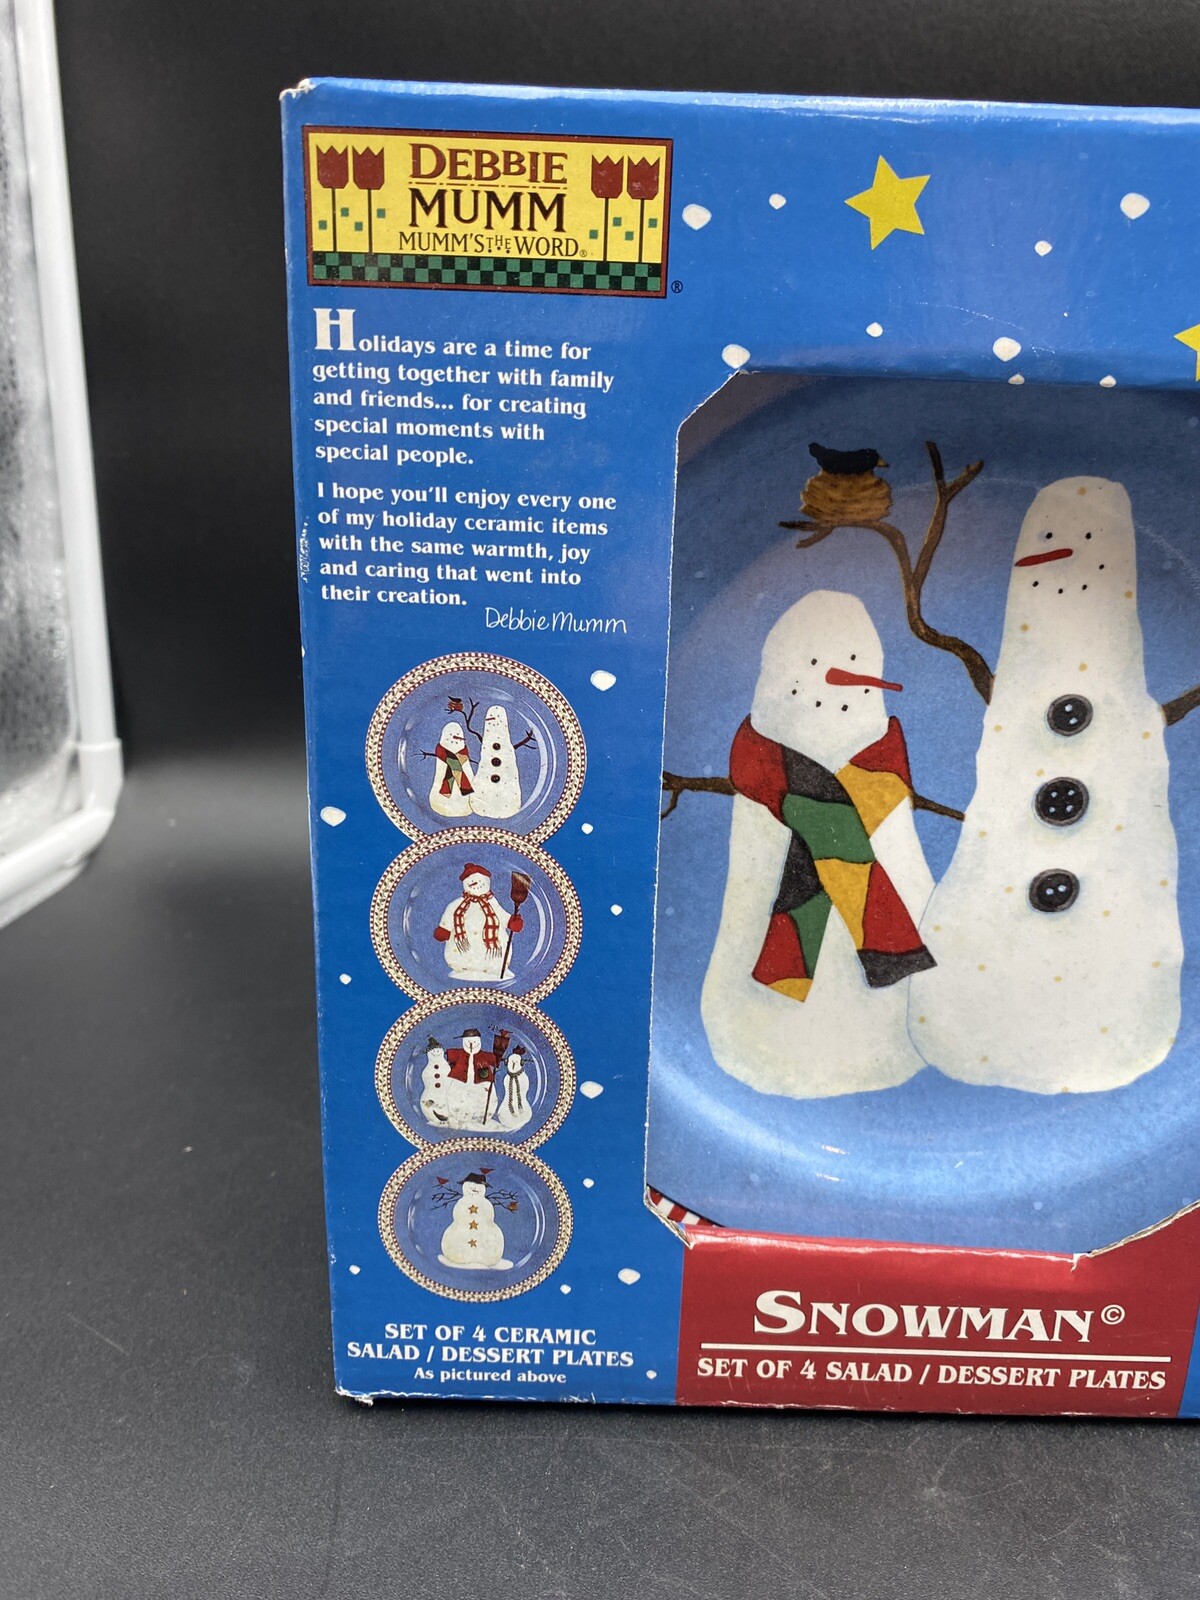 DEBBIE
MUMM
MUMM'S THE WORD®
®
Holidays are a time for
getting together with family
and friends... for creating
special moments with
special people.
I hope you'll enjoy every one
of my holiday ceramic items
with the same warmth, joy
and caring that went into
their creation.
Debbie Mumm
SET OF 4 CERAMIC
SALAD / DESSERT PLATES
As pictured above
SNOWMAN©
SET OF 4 SALAD / DESSERT PLATES